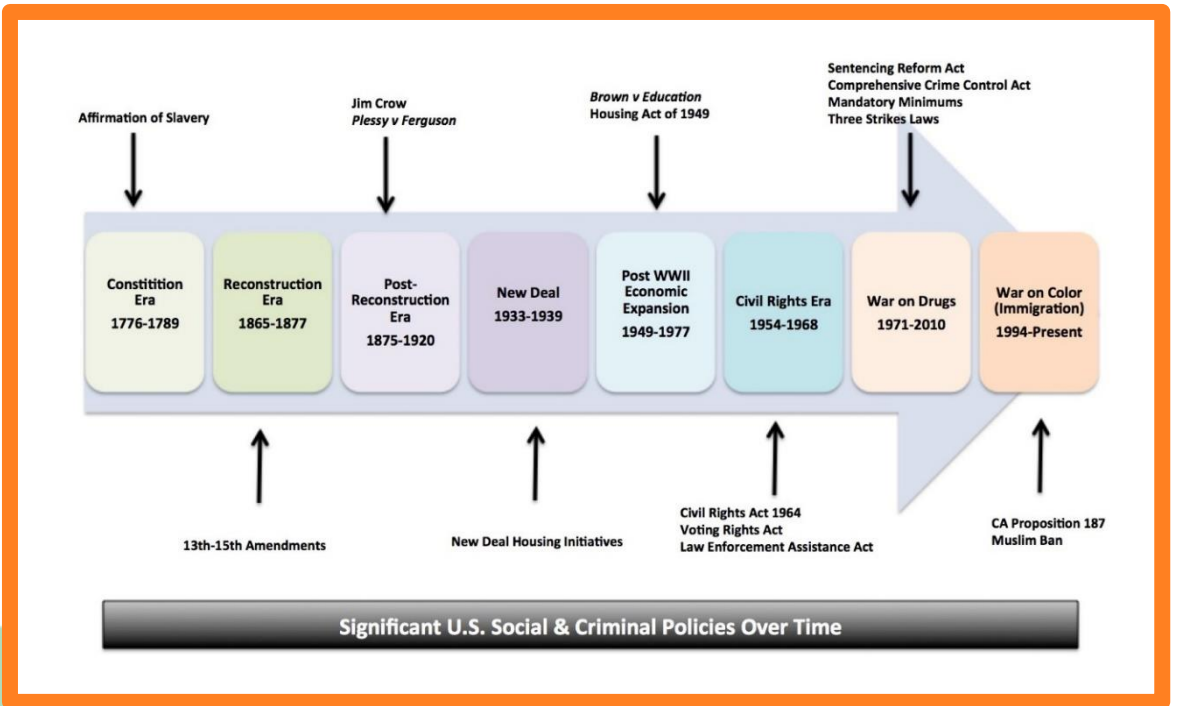 Affirmation of Slavery
Jim Crow
Plessy v Ferguson
Brown v Education
Housing Act of 1949
Sentencing Reform Act
Comprehensive Crime Control Act
Mandatory Minimums
Three Strikes Laws
Constitition
Era
1776-1789
Reconstruction
Era
1865-1877
Post-
Reconstruction
Era
1875-1920
New Deal
1933-1939
Post WWII
Economic
Expansion
1949-1977
Civil Rights Era
1954-1968
War on Drugs
1971-2010
War on Color
(Immigration)
1994-Present
13th-15th Amendments
New Deal Housing Initiatives
Civil Rights Act 1964
Voting Rights Act
Law Enforcement Assistance Act
CA Proposition 187
Muslim Ban
Significant U.S. Social & Criminal Policies Over Time